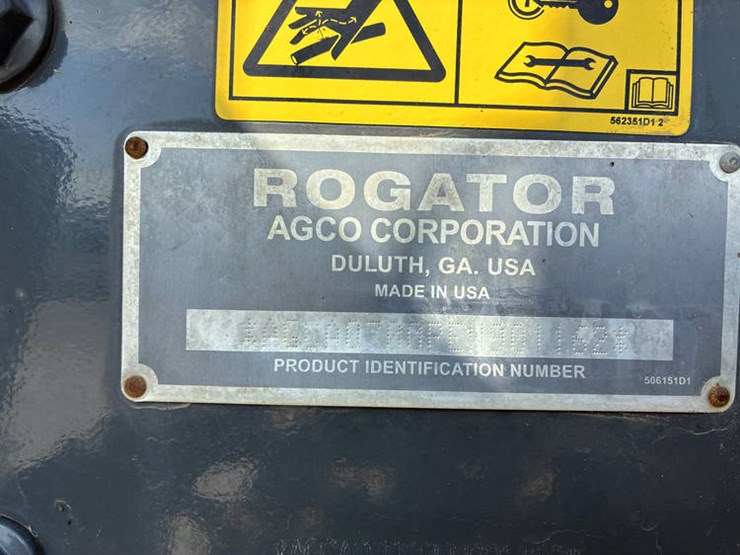 562351D1 2
ROGATOR
AGCO CORPORATION
DULUTH, GA. USA
MADE IN USA
PRODUCT IDENTIFICATION NUMBER
506151D1